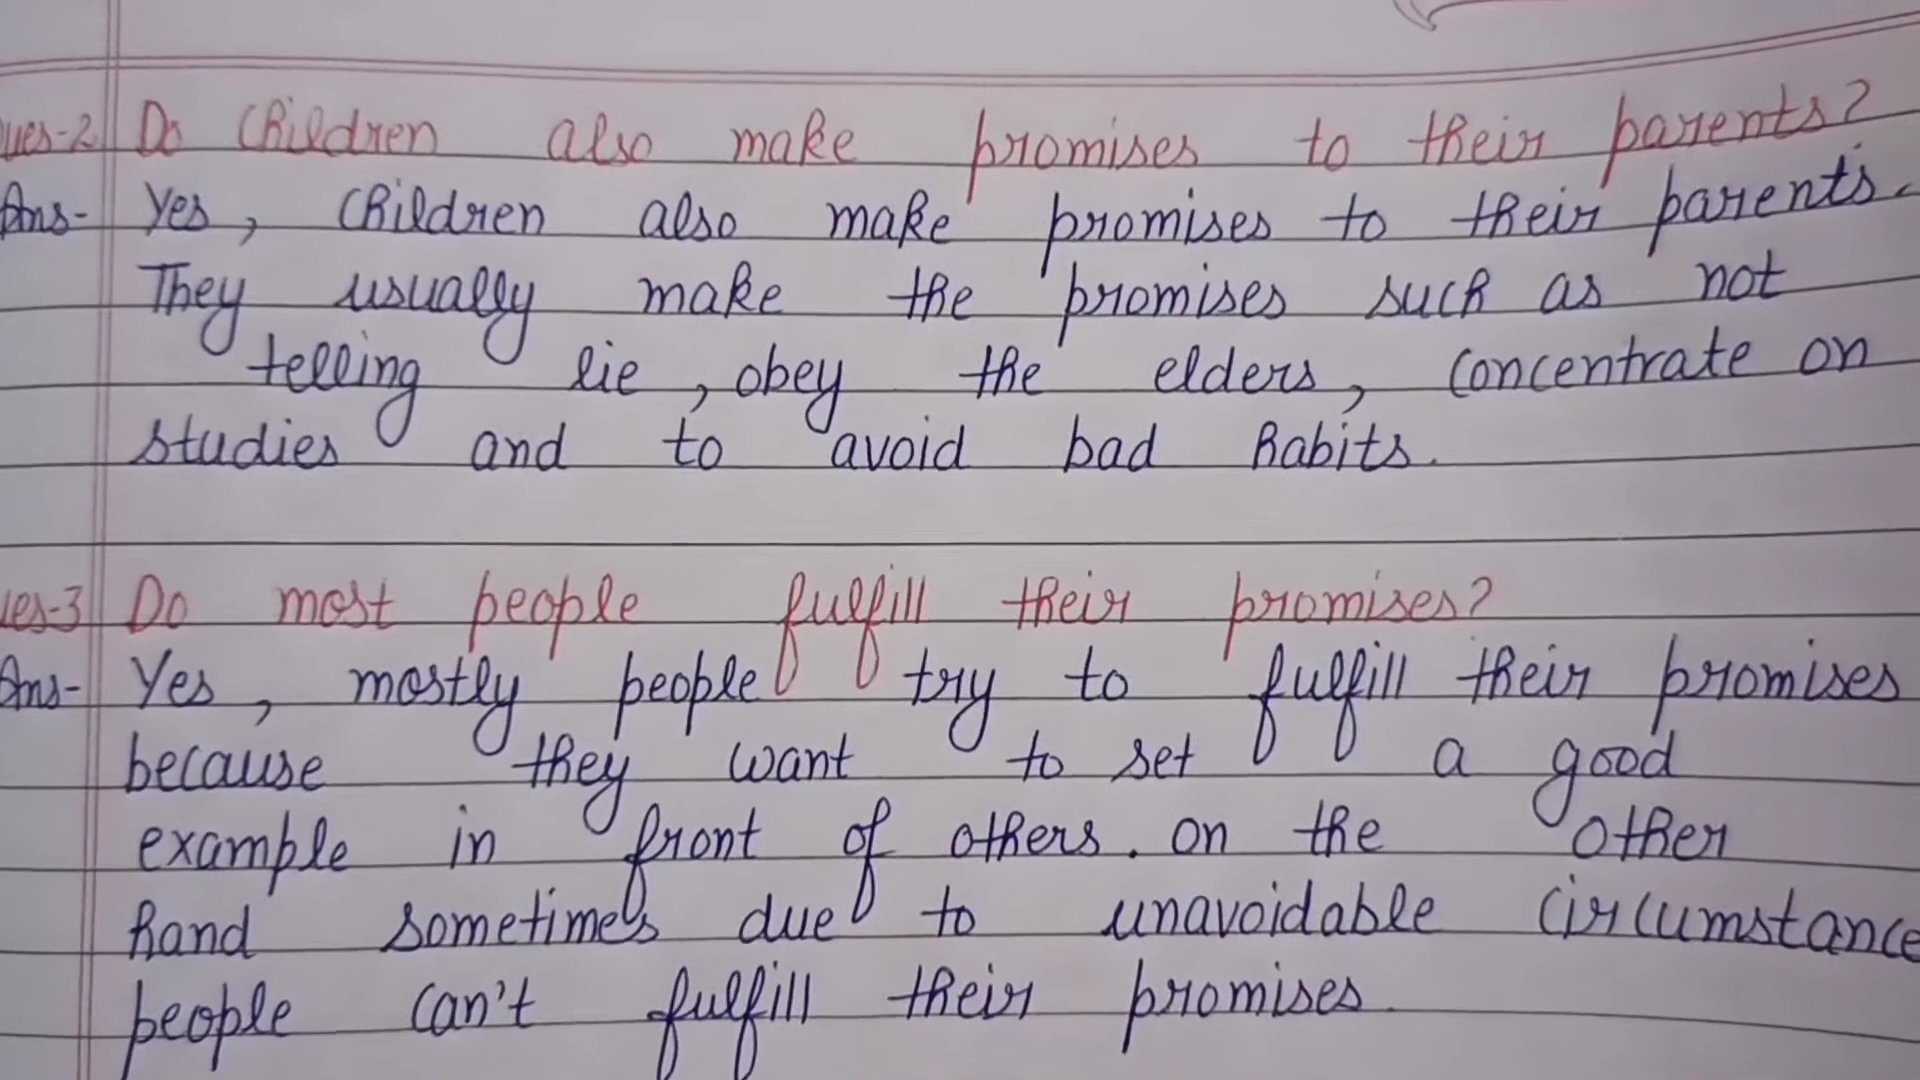 ues-2 Do Children also make promises to their parents?
Ans- Yes, Children also make promises to their parents.
They usually make the promises such as not
telling lie, obey the elders, Concentrate on
studies and to avoid bad habits.
ues-3 Do most people fulfill their promises?
Ans- Yes, mostly people try to fulfill their promises
because they want to set a good
example in front of others. on the other
hand sometimes due to unavoidable Circumstance
people Can't fulfill their promises.